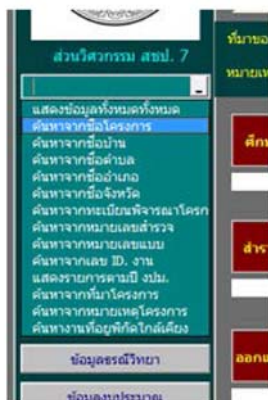 ส่วนวิศวกรรม สชป. 7
ที่มาขอ
หมายเห
แสดงข้อมูลทั้งหมดทั้งหมด
ค้นหาจากชื่อโครงการ
ค้นหาจากชื่อบ้าน
ค้นหาจากชื่อตำบล
ค้นหาจากชื่ออำเภอ
ค้นหาจากชื่อจังหวัด
ค้นหาจากทะเบียนพิจารณาโครก
ค้นหาจากหมายเลขสำรวจ
ค้นหาจากหมายเลขแบบ
ค้นหาจากเลข ID. งาน
แสดงรายการตามปี งปม.
ค้นหาจากที่มาโครงการ
ค้นหาจากหมายเหตุโครงการ
ค้นหางานที่อยู่พิกัดใกล้เคียง
ศึกษ
สำรว
ออกแ
ข้อมูลธรณีวิทยา
ข้อมูลงบประมาณ